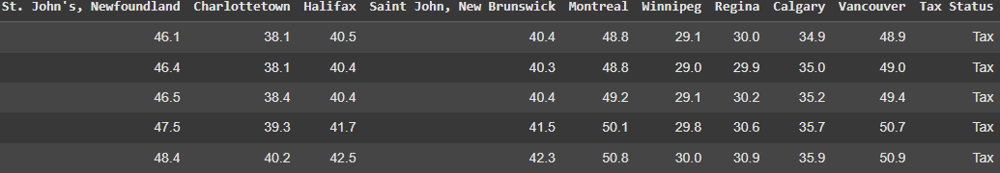 St. John's, Newfoundland Charlottetown Halifax Saint John, New Brunswick Montreal Winnipeg Regina Calgary Vancouver Tax Status
46.1 38.1 40.5 40.4 48.8 29.1 30.0 34.9 48.9 Tax
46.4 38.1 40.4 40.3 48.8 29.0 29.9 35.0 49.0 Tax
46.5 38.4 40.4 40.4 49.2 29.1 30.2 35.2 49.4 Tax
47.5 39.3 41.7 41.5 50.1 29.8 30.6 35.7 50.7 Tax
48.4 40.2 42.5 42.3 50.8 30.0 30.9 35.9 50.9 Tax